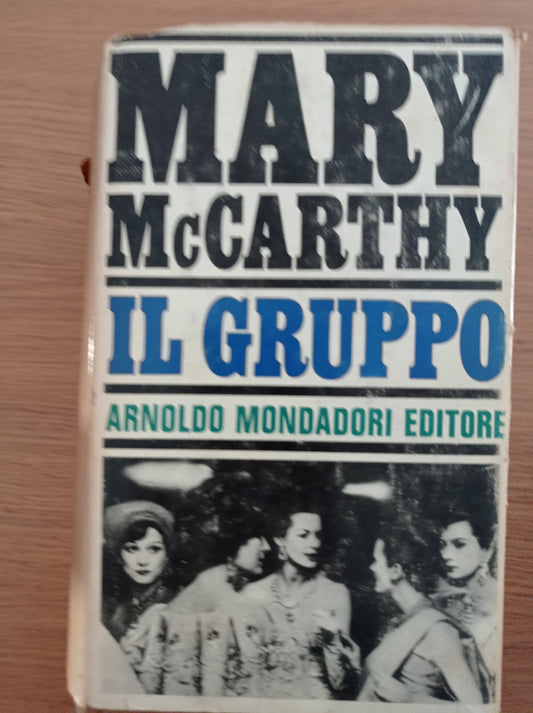 MARY
McCARTHY
IL GRUPPO
ARNOLDO MONDADORI EDITORE